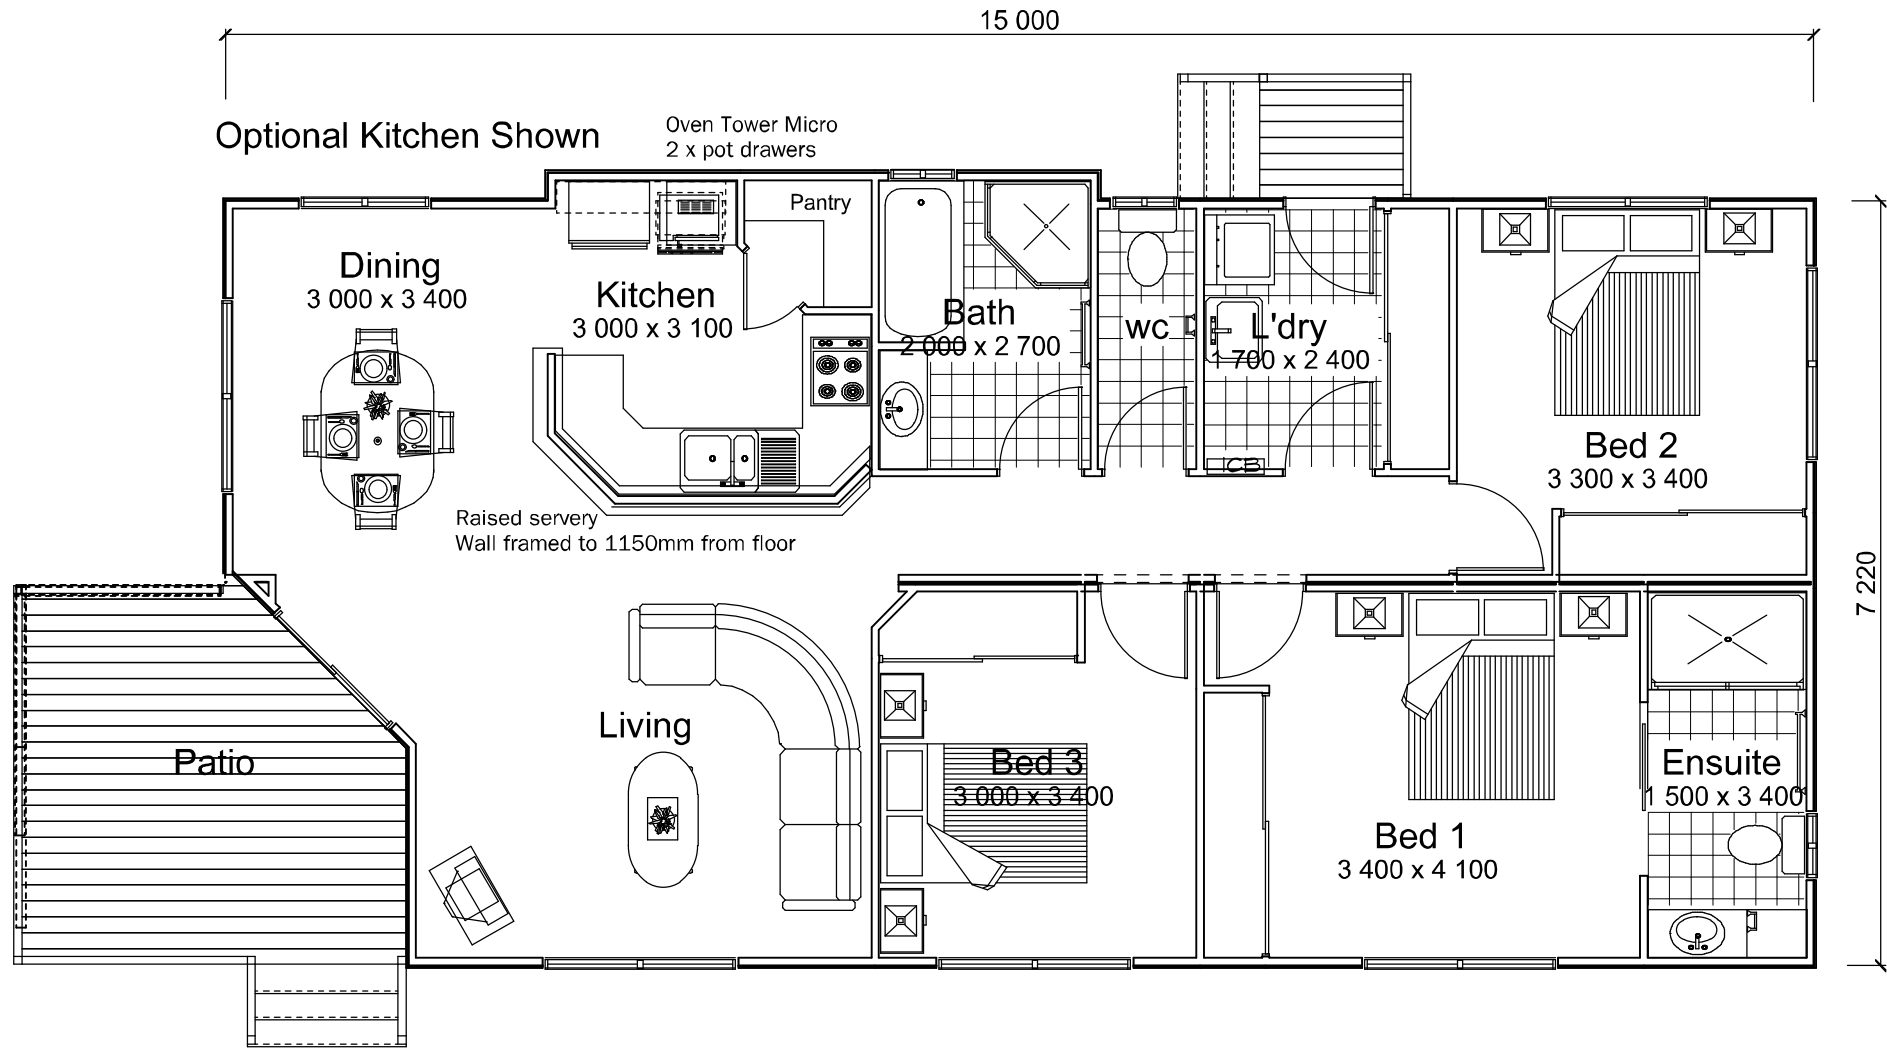 15 000
Optional Kitchen Shown
Oven Tower Micro
2 x pot drawers
Pantry
Dining
3 000 x 3 400
Kitchen
3 000 x 3 100
Bath
2 000 x 2 700
wc
L'dry
1 700 x 2 400
CB
Bed 2
3 300 x 3 400
Raised servery
Wall framed to 1150mm from floor
7 220
Patio
Living
Bed 3
3 000 x 3 400
Bed 1
3 400 x 4 100
Ensuite
1 500 x 3 400